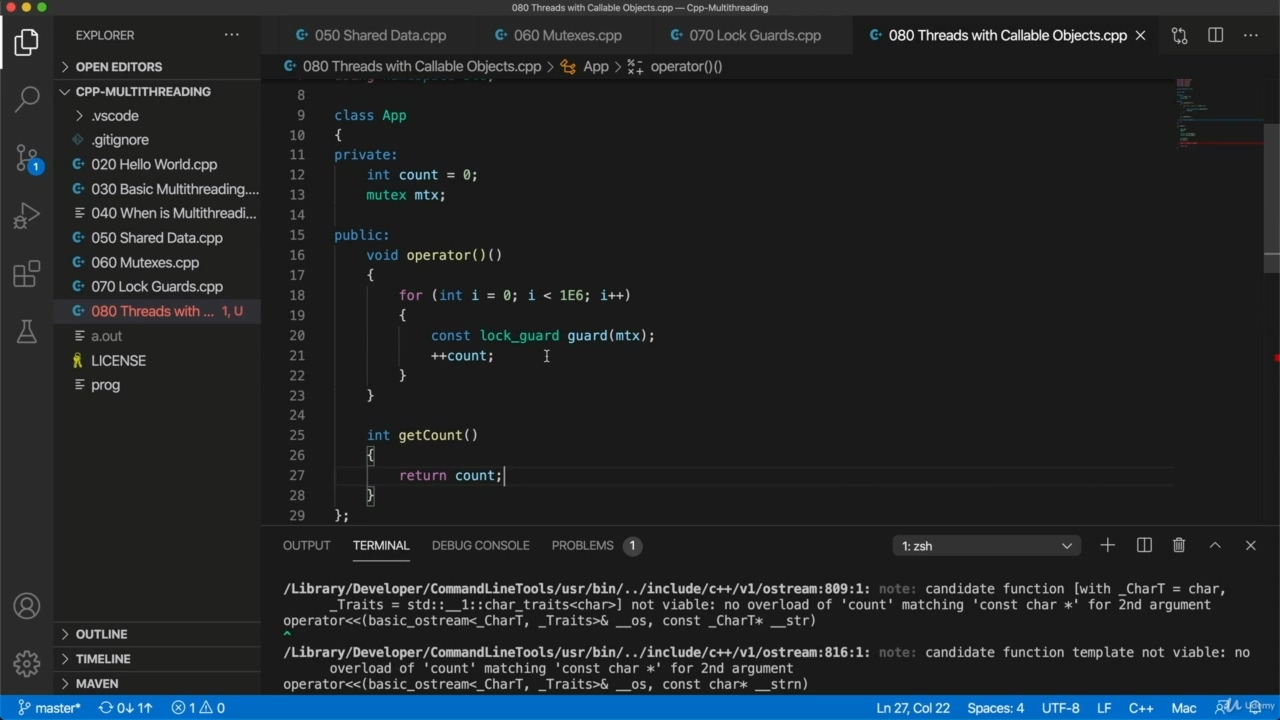 080 Threads with Callable Objects.cpp — Cpp-Multithreading
EXPLORER
050 Shared Data.cpp
060 Mutexes.cpp
070 Lock Guards.cpp
080 Threads with Callable Objects.cpp
OPEN EDITORS
CPP-MULTITHREADING
.vscode
.gitignore
020 Hello World.cpp
030 Basic Multithreading....
040 When is Multithreadi...
050 Shared Data.cpp
060 Mutexes.cpp
070 Lock Guards.cpp
080 Threads with ... 1, U
a.out
LICENSE
prog
OUTLINE
TIMELINE
MAVEN
1
080 Threads with Callable Objects.cpp > App > operator()()
8
9 class App
10 {
11 private:
12 int count = 0;
13 mutex mtx;
14
15 public:
16 void operator()()
17 {
18 for (int i = 0; i < 1E6; i++)
19 {
20 const lock_guard guard(mtx);
21 ++count;
22 }
23 }
24
25 int getCount()
26 {
27 return count;
28 }
29 };
OUTPUT TERMINAL DEBUG CONSOLE PROBLEMS 1
1: zsh
/Library/Developer/CommandLineTools/usr/bin/../include/c++/v1/ostream:809:1: note: candidate function [with _CharT = char,
_Traits = std::__1::char_traits<char>] not viable: no overload of 'count' matching 'const char *' for 2nd argument
operator<<(basic_ostream<_CharT, _Traits>& __os, const _CharT* __str)
^
/Library/Developer/CommandLineTools/usr/bin/../include/c++/v1/ostream:816:1: note: candidate function template not viable: no
overload of 'count' matching 'const char *' for 2nd argument
operator<<(basic_ostream<_CharT, _Traits>& __os, const char* __strn)
master* 0↓ 1↑ 1 0
Ln 27, Col 22 Spaces: 4 UTF-8 LF C++ Mac
Udemy